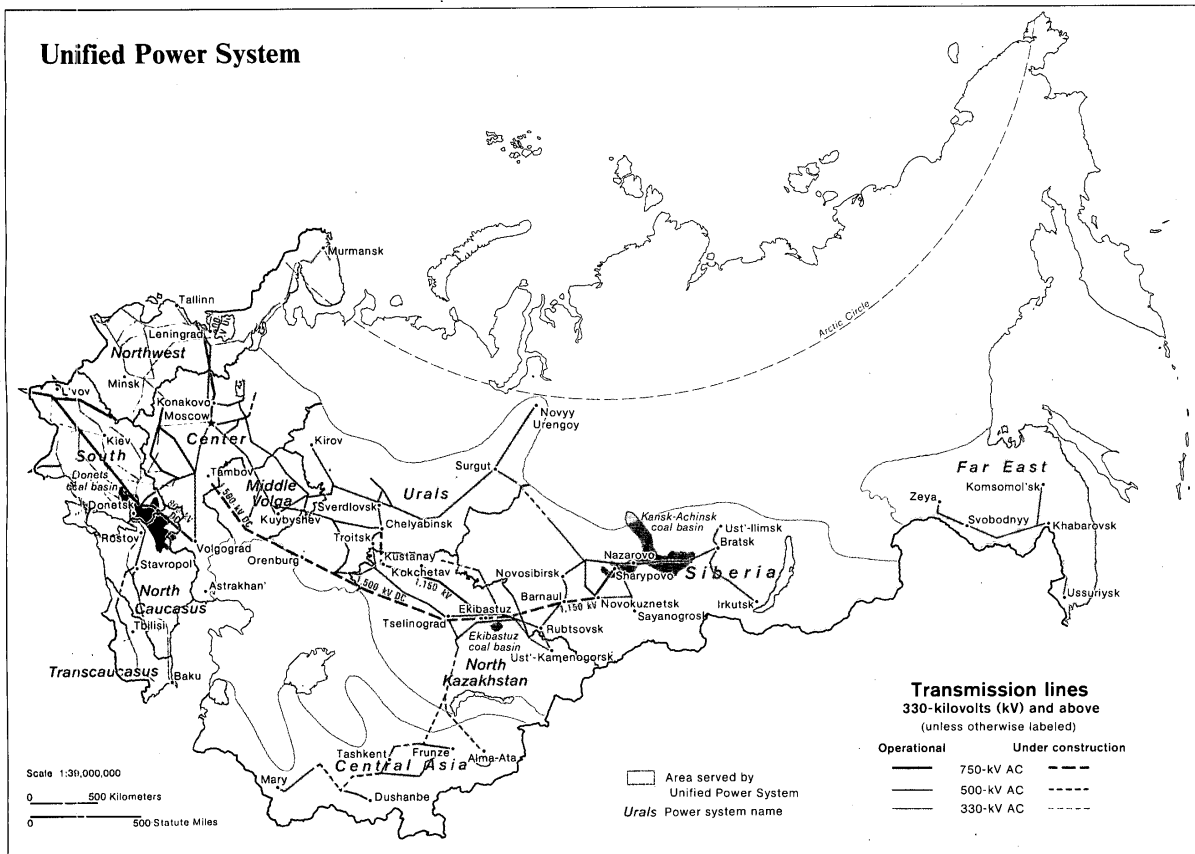 Unified Power System
Murmansk
Arctic Circle
Tallinn
Leningrad
Northwest
Minsk
L'vov
Konakovo
Moscow
Center
Kiev
South
Donets
coal basin
Donetsk
Rostov
Tambov
Middle
Volga
Kuybyshev
1,500 kV DC
Kirov
Novyy
Urengoy
Surgut
Urals
Sverdlovsk
Chelyabinsk
Troitsk
Kustanay
Kokchetav
1,150 kV
Volgograd
Orenburg
1,500 kV DC
Stavropol
North
Caucasus
Astrakhan'
Tbilisi
Transcaucasus
Baku
Kansk-Achinsk
coal basin
Ust'-Ilimsk
Bratsk
Nazarovo
Sharypovo
Siberia
Novosibirsk
Barnaul
1,150 kV
Novokuznetsk
Sayanogorsk
Irkutsk
Ekibastuz
Tselinograd
Ekibastuz
coal basin
Rubtsovsk
Ust'-Kamenogorsk
North
Kazakhstan
Far East
Komsomol'sk
Zeya
Svobodnyy
Khabarovsk
Ussuriysk
Tashkent
Frunze
Alma-Ata
Central Asia
Mary
Dushanbe
Scale 1:39,000,000
0 500 Kilometers
0 500 Statute Miles
Area served by
Unified Power System
Urals Power system name
Transmission lines
330-kilovolts (kV) and above
(unless otherwise labeled)
Operational Under construction
750-kV AC
500-kV AC
330-kV AC